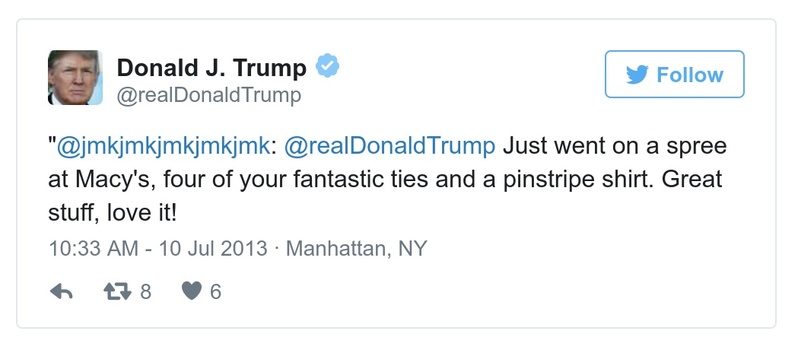 Donald J. Trump
@realDonaldTrump
Follow
"@jmkjmkjmkjmkjmk: @realDonaldTrump Just went on a spree
at Macy's, four of your fantastic ties and a pinstripe shirt. Great
stuff, love it!
10:33 AM - 10 Jul 2013 · Manhattan, NY
8 6